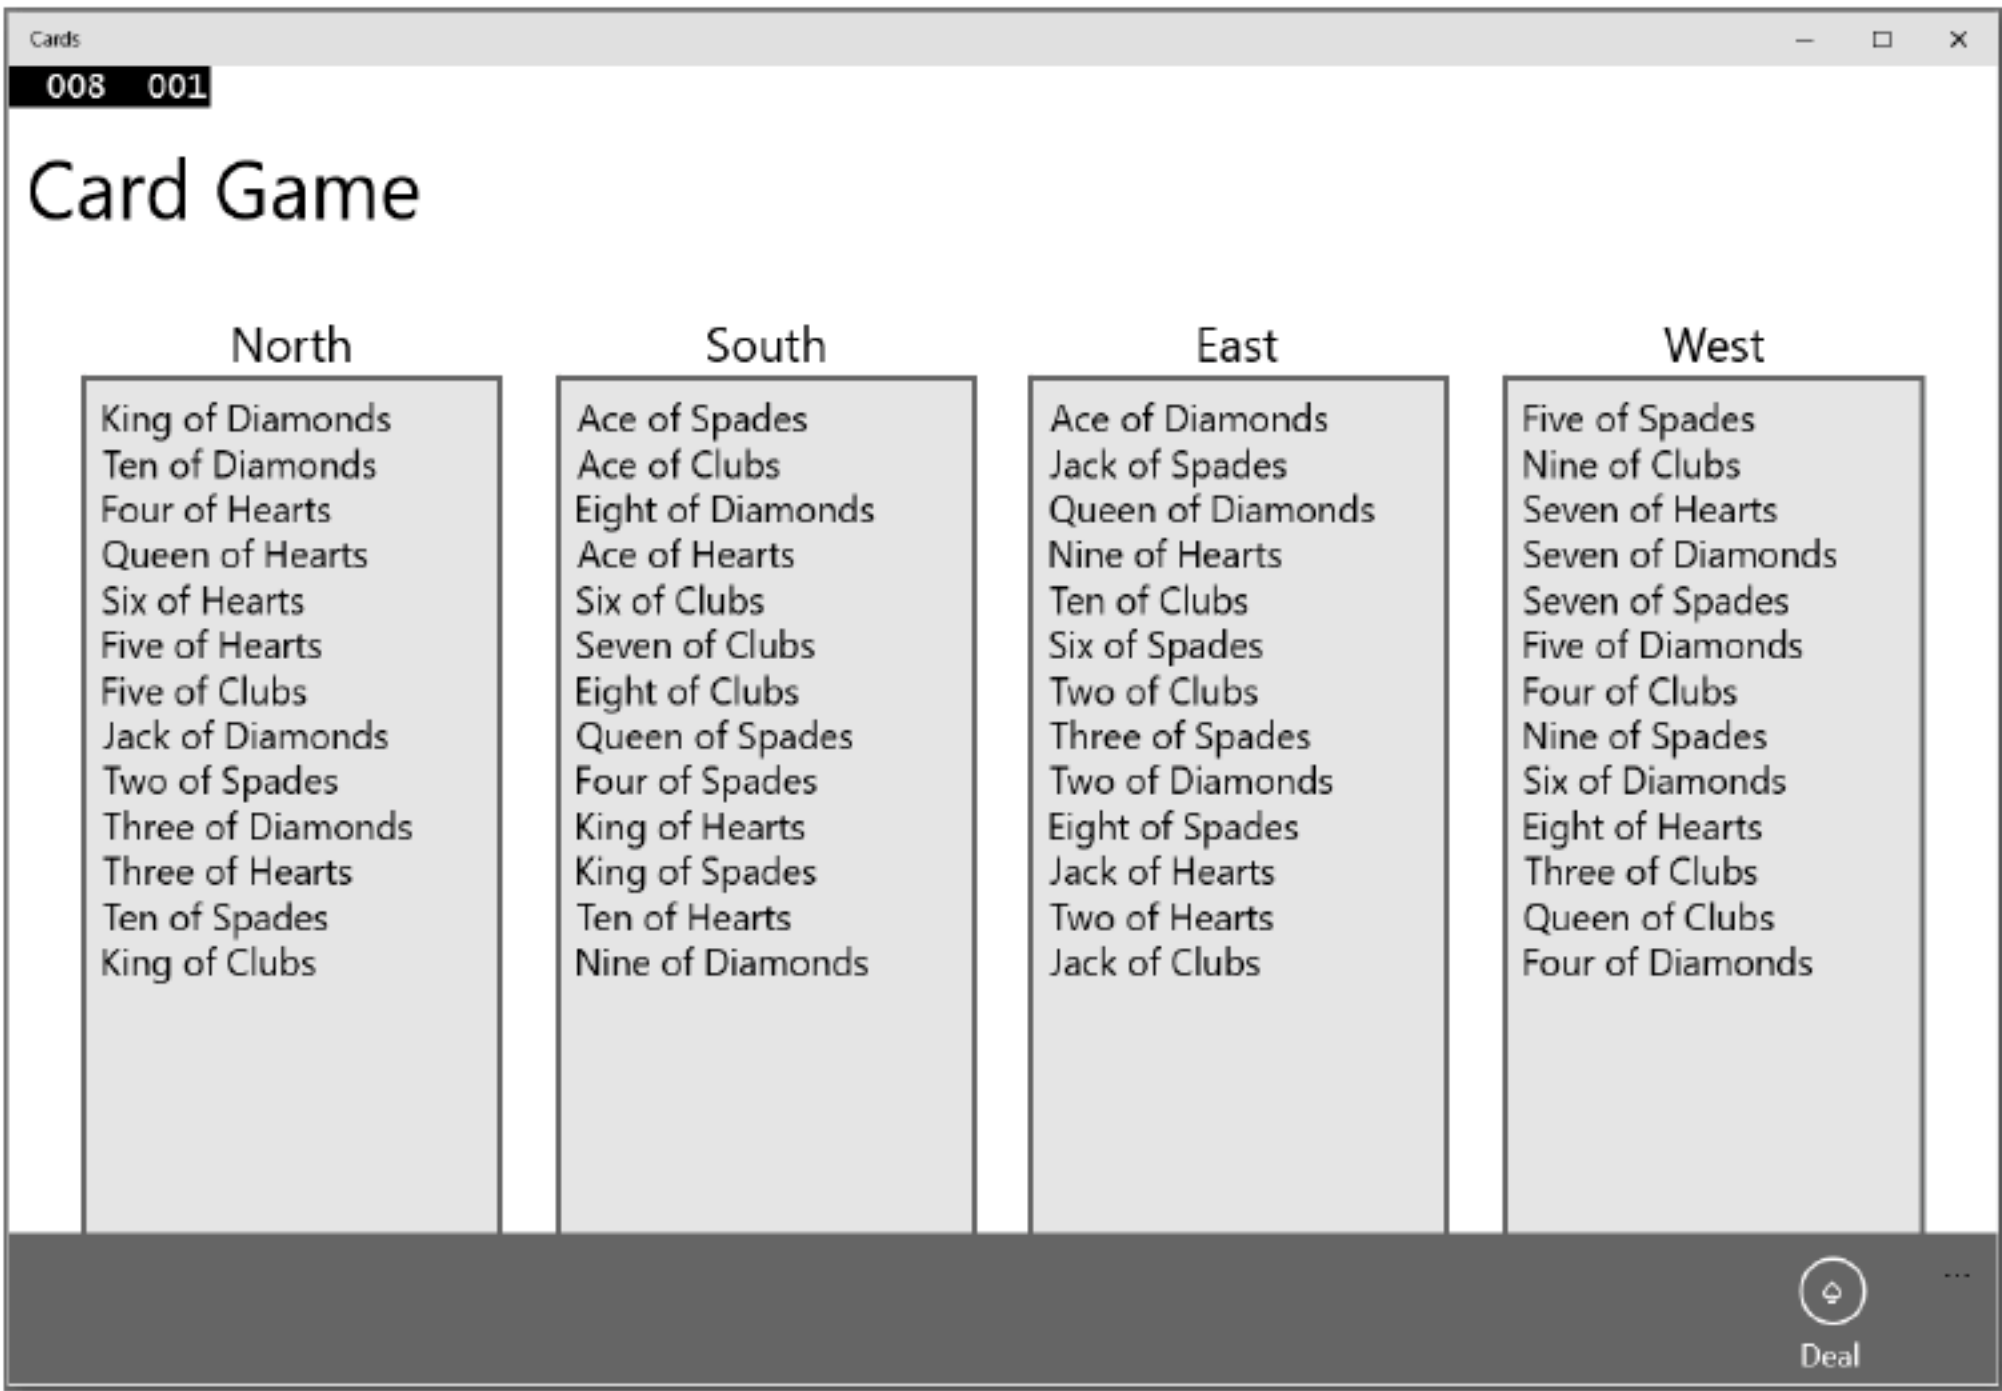 Cards
008 001
Card Game
North
King of Diamonds
Ten of Diamonds
Four of Hearts
Queen of Hearts
Six of Hearts
Five of Hearts
Five of Clubs
Jack of Diamonds
Two of Spades
Three of Diamonds
Three of Hearts
Ten of Spades
King of Clubs
South
Ace of Spades
Ace of Clubs
Eight of Diamonds
Ace of Hearts
Six of Clubs
Seven of Clubs
Eight of Clubs
Queen of Spades
Four of Spades
King of Hearts
King of Spades
Ten of Hearts
Nine of Diamonds
East
Ace of Diamonds
Jack of Spades
Queen of Diamonds
Nine of Hearts
Ten of Clubs
Six of Spades
Two of Clubs
Three of Spades
Two of Diamonds
Eight of Spades
Jack of Hearts
Two of Hearts
Jack of Clubs
West
Five of Spades
Nine of Clubs
Seven of Hearts
Seven of Diamonds
Seven of Spades
Five of Diamonds
Four of Clubs
Nine of Spades
Six of Diamonds
Eight of Hearts
Three of Clubs
Queen of Clubs
Four of Diamonds
...
Deal